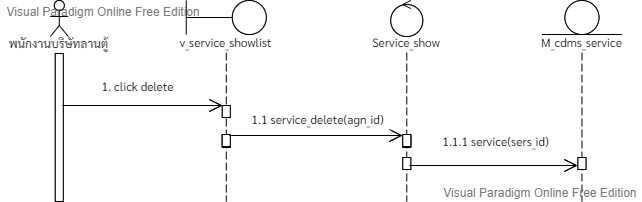 Visual Paradigm Online Free Edition
พนักงานบริษัทลานตู้
v_service_showlist
Service_show
M_cdms_service
1. click delete
1.1 service_delete(agn_id)
1.1.1 service(sers_id)
Visual Paradigm Online Free Edition